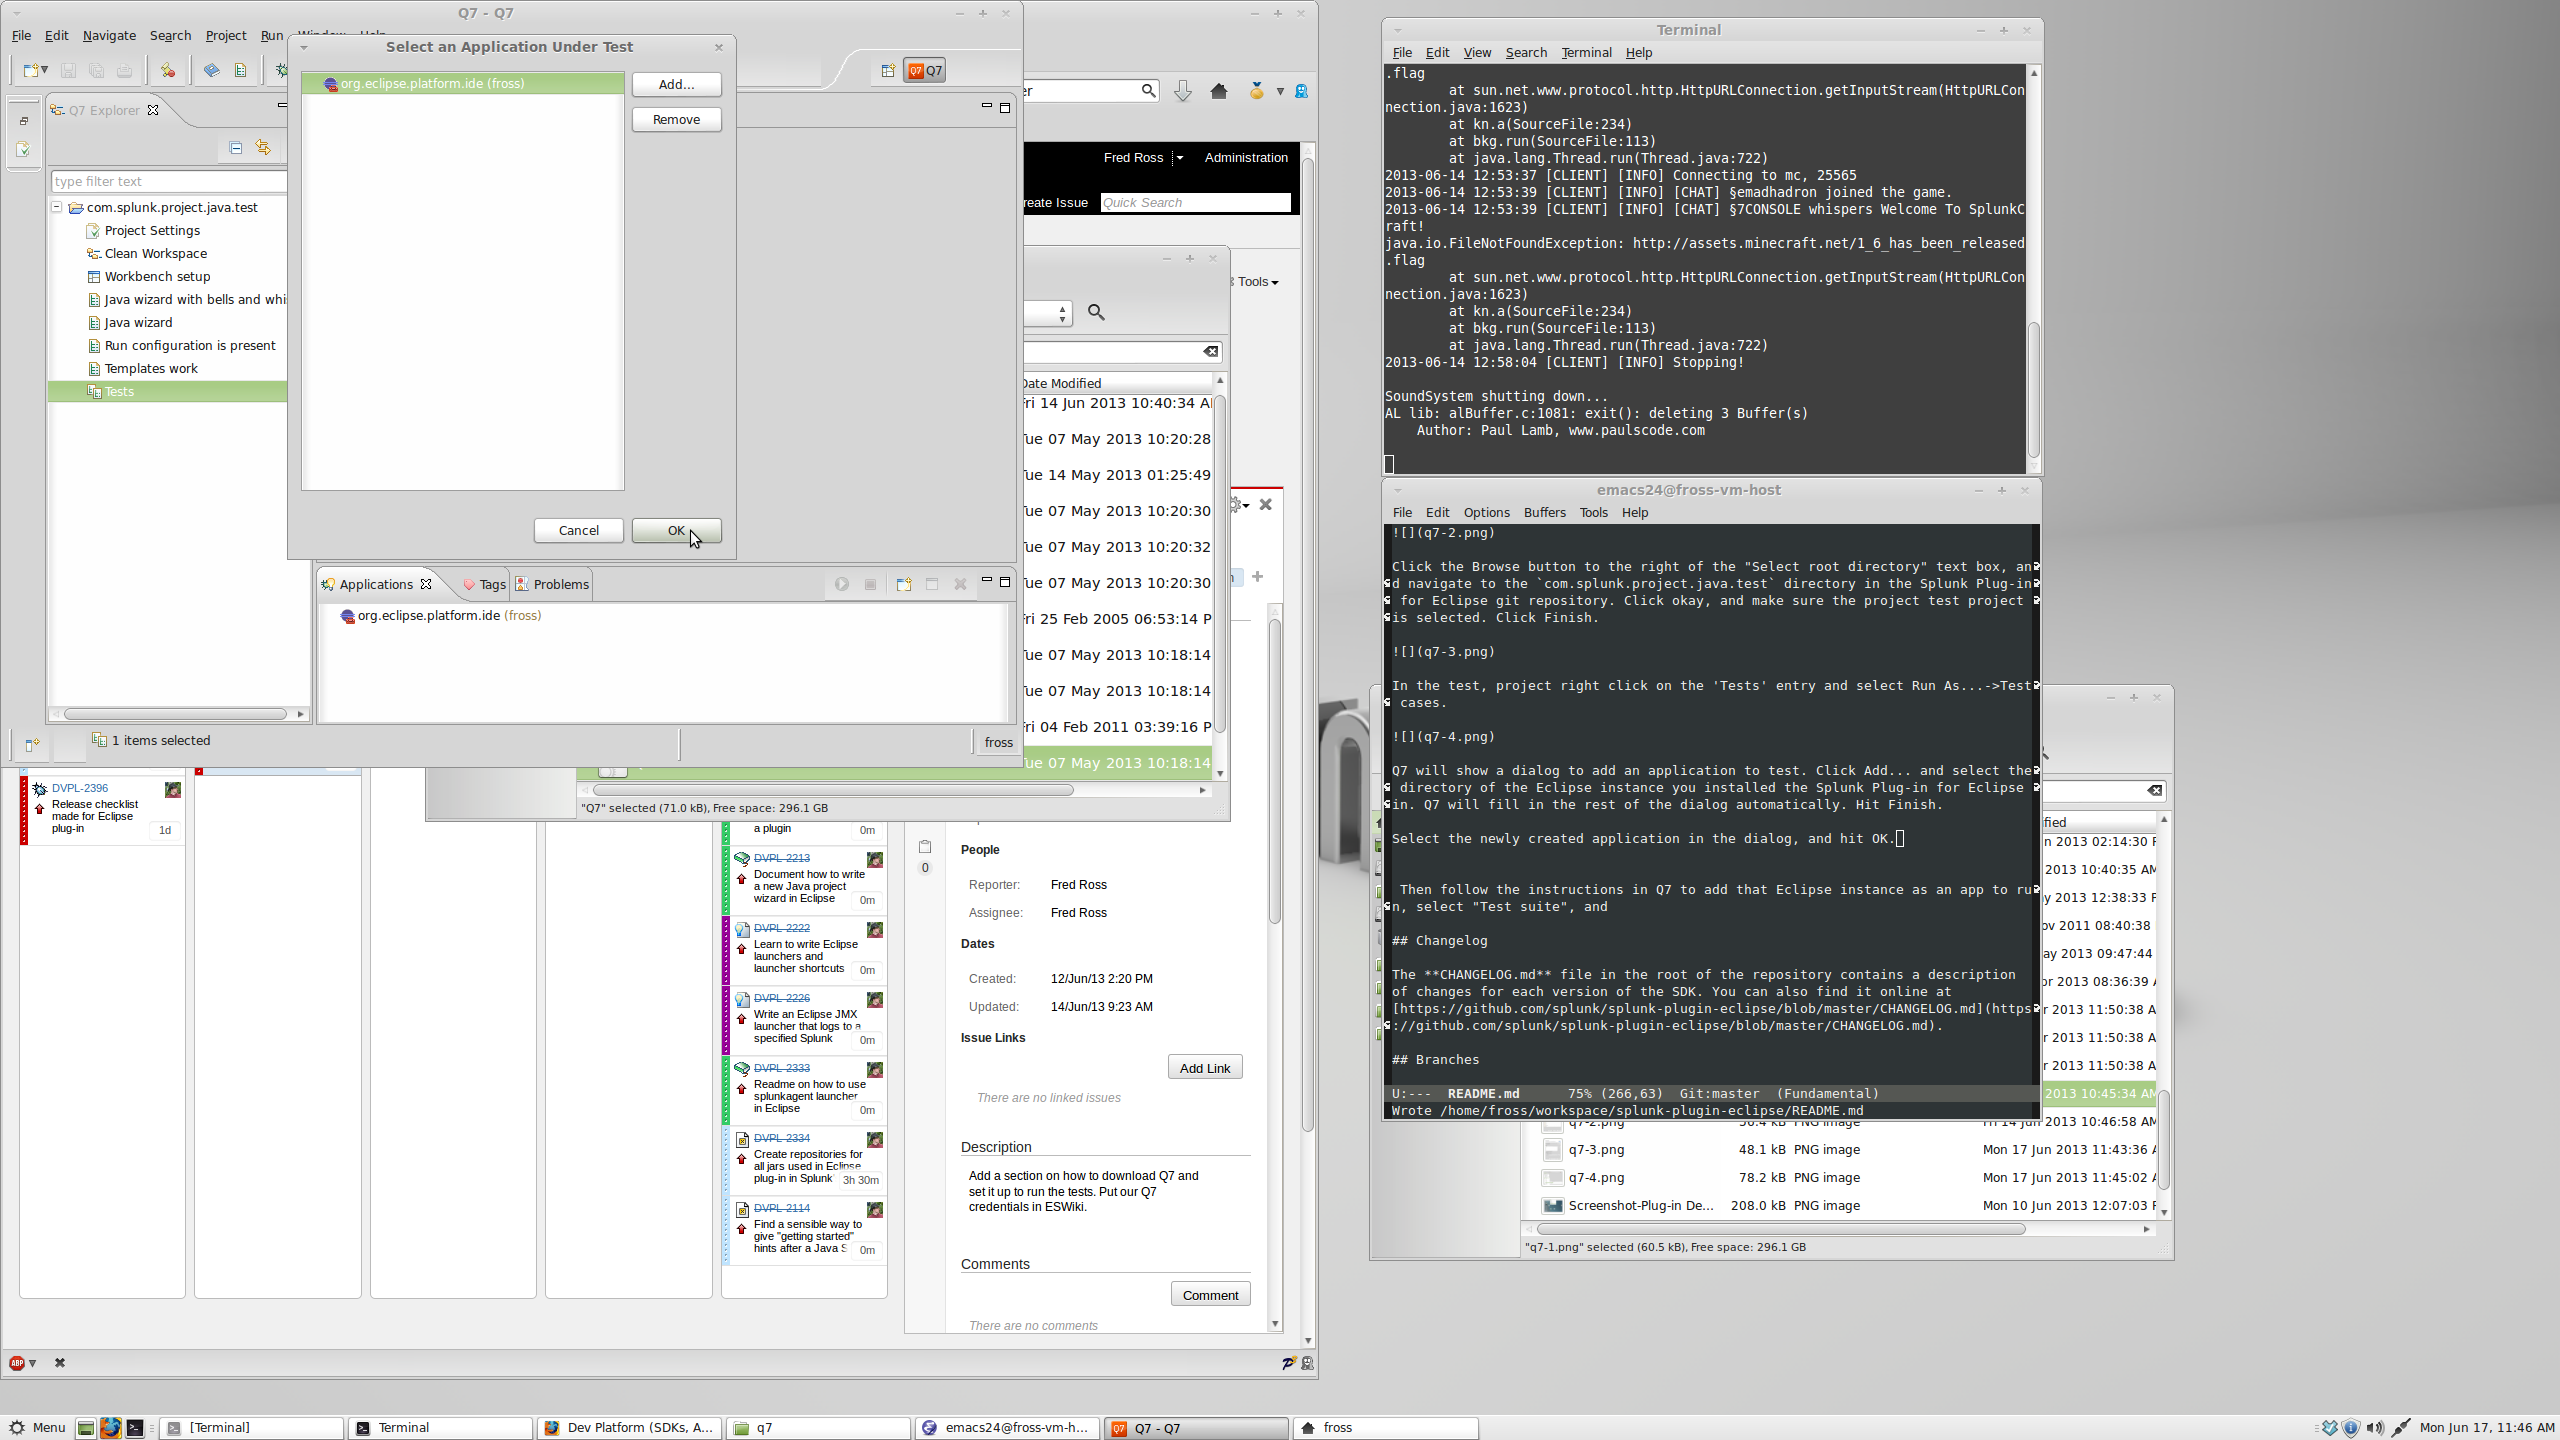 Q7 - Q7
File Edit Navigate Search Project Run Window Help
Select an Application Under Test
org.eclipse.platform.ide (fross)
Add...
Remove
Cancel
OK
Q7
Q7 Explorer
type filter text
com.splunk.project.java.test
Project Settings
Clean Workspace
Workbench setup
Java wizard with bells and whi
Java wizard
Run configuration is present
Templates work
Tests
Applications
Tags
Problems
org.eclipse.platform.ide (fross)
1 items selected
fross
Fred Ross
Administration
reate Issue
Quick Search
Tools
Date Modified
Fri 14 Jun 2013 10:40:34 A
Tue 07 May 2013 10:20:28
Tue 14 May 2013 01:25:49
Tue 07 May 2013 10:20:30
Tue 07 May 2013 10:20:32
Tue 07 May 2013 10:20:30
Fri 25 Feb 2005 06:53:14 P
Tue 07 May 2013 10:18:14
Tue 07 May 2013 10:18:14
Fri 04 Feb 2011 03:39:16 P
Tue 07 May 2013 10:18:14
"Q7" selected (71.0 kB), Free space: 296.1 GB
DVPL-2396
Release checklist
made for Eclipse
plug-in
1d
a plugin
0m
DVPL-2213
Document how to write
a new Java project
wizard in Eclipse
0m
DVPL-2222
Learn to write Eclipse
launchers and
launcher shortcuts
0m
DVPL-2226
Write an Eclipse JMX
launcher that logs to a
specified Splunk
0m
DVPL-2333
Readme on how to use
splunkagent launcher
in Eclipse
0m
DVPL-2334
Create repositories for
all jars used in Eclipse
plug-in in Splunk'
3h 30m
DVPL-2114
Find a sensible way to
give "getting started"
hints after a Java S
0m
0
People
Reporter: Fred Ross
Assignee: Fred Ross
Dates
Created: 12/Jun/13 2:20 PM
Updated: 14/Jun/13 9:23 AM
Issue Links
Add Link
There are no linked issues
Description
Add a section on how to download Q7 and
set it up to run the tests. Put our Q7
credentials in ESWiki.
Comments
Comment
There are no comments
ABP
Terminal
File Edit View Search Terminal Help
.flag
at sun.net.www.protocol.http.HttpURLConnection.getInputStream(HttpURLCon
nection.java:1623)
at kn.a(SourceFile:234)
at bkg.run(SourceFile:113)
at java.lang.Thread.run(Thread.java:722)
2013-06-14 12:53:37 [CLIENT] [INFO] Connecting to mc, 25565
2013-06-14 12:53:39 [CLIENT] [INFO] [CHAT] §emadhadron joined the game.
2013-06-14 12:53:39 [CLIENT] [INFO] [CHAT] §7CONSOLE whispers Welcome To SplunkC
raft!
java.io.FileNotFoundException: http://assets.minecraft.net/1_6_has_been_released
.flag
at sun.net.www.protocol.http.HttpURLConnection.getInputStream(HttpURLCon
nection.java:1623)
at kn.a(SourceFile:234)
at bkg.run(SourceFile:113)
at java.lang.Thread.run(Thread.java:722)
2013-06-14 12:58:04 [CLIENT] [INFO] Stopping!
SoundSystem shutting down...
AL lib: alBuffer.c:1081: exit(): deleting 3 Buffer(s)
Author: Paul Lamb, www.paulscode.com
emacs24@fross-vm-host
File Edit Options Buffers Tools Help
![](q7-2.png)
Click the Browse button to the right of the "Select root directory" text box, an
d navigate to the `com.splunk.project.java.test` directory in the Splunk Plug-in
for Eclipse git repository. Click okay, and make sure the project test project
is selected. Click Finish.
![](q7-3.png)
In the test, project right click on the 'Tests' entry and select Run As...->Test
cases.
![](q7-4.png)
Q7 will show a dialog to add an application to test. Click Add... and select the
directory of the Eclipse instance you installed the Splunk Plug-in for Eclipse
in. Q7 will fill in the rest of the dialog automatically. Hit Finish.
Select the newly created application in the dialog, and hit OK.
Then follow the instructions in Q7 to add that Eclipse instance as an app to ru
n, select "Test suite", and
## Changelog
The **CHANGELOG.md** file in the root of the repository contains a description
of changes for each version of the SDK. You can also find it online at
[https://github.com/splunk/splunk-plugin-eclipse/blob/master/CHANGELOG.md](https
://github.com/splunk/splunk-plugin-eclipse/blob/master/CHANGELOG.md).
## Branches
U:--- README.md 75% (266,63) Git:master (Fundamental)
Wrote /home/fross/workspace/splunk-plugin-eclipse/README.md
ified
n 2013 02:14:30 P
2013 10:40:35 AM
y 2013 12:38:33 P
ov 2011 08:40:38
ay 2013 09:47:44
or 2013 08:36:39 A
r 2013 11:50:38 A
r 2013 11:50:38 A
r 2013 11:50:38 A
2013 10:45:34 AM
q7-2.png 50.4 kB PNG image Fri 14 Jun 2013 10:46:58 AM
q7-3.png 48.1 kB PNG image Mon 17 Jun 2013 11:43:36 A
q7-4.png 78.2 kB PNG image Mon 17 Jun 2013 11:45:02 A
Screenshot-Plug-in De... 208.0 kB PNG image Mon 10 Jun 2013 12:07:03 P
"q7-1.png" selected (60.5 kB), Free space: 296.1 GB
Menu
[Terminal]
Terminal
Dev Platform (SDKs, A...
q7
emacs24@fross-vm-h...
Q7 - Q7
fross
Mon Jun 17, 11:46 AM